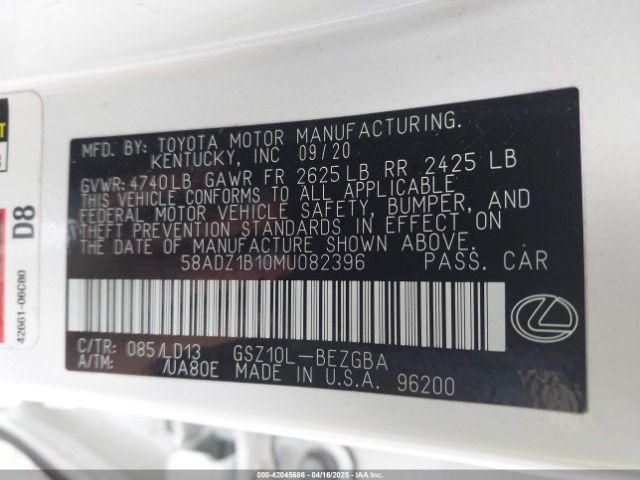 MFD. BY: TOYOTA MOTOR MANUFACTURING.
KENTUCKY, INC 09/20
GVWR: 4740LB GAWR FR 2625LB RR 2425 LB
THIS VEHICLE CONFORMS TO ALL APPLICABLE
FEDERAL MOTOR VEHICLE SAFETY, BUMPER, AND
THEFT PREVENTION STANDARDS IN EFFECT ON
THE DATE OF MANUFACTURE SHOWN ABOVE.
58ADZ1B10MU082396 PASS. CAR
C/TR: 085/LD13 GSZ10L-BEZGBA
A/TM: /UA80E MADE IN U.S.A. 96200
D8
42661-06C80
000-42045686 - 04/16/2025 - IAAI.COM